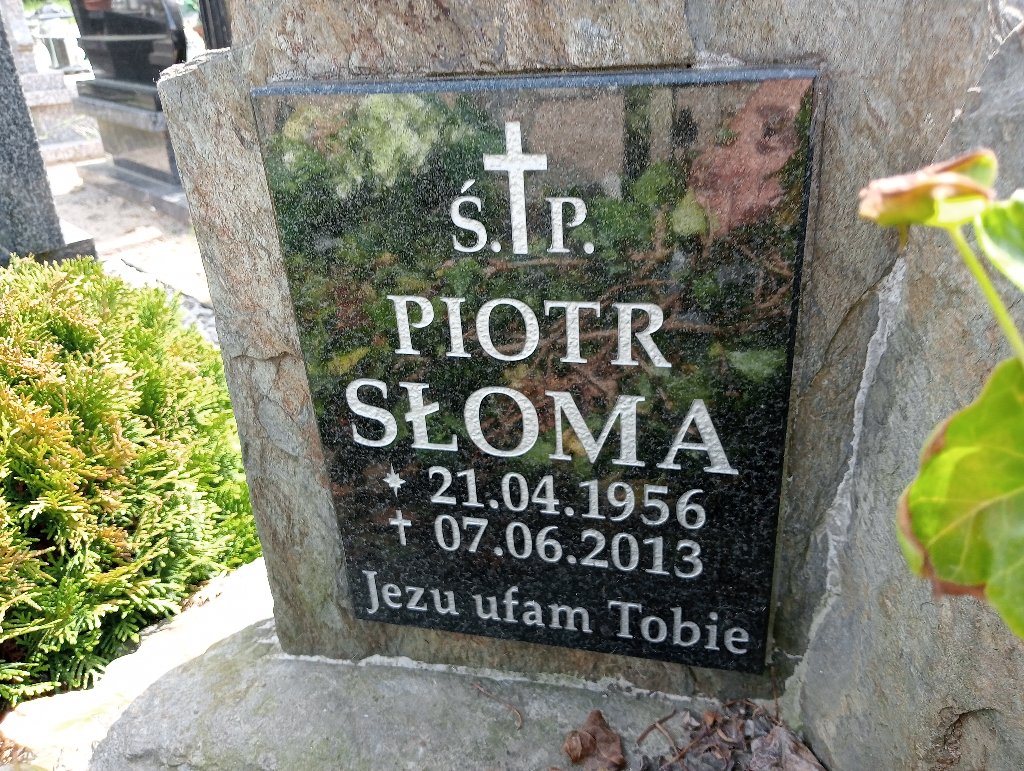 Ś. P.
PIOTR
SŁOMA
21.04.1956
07.06.2013
Jezu ufam Tobie